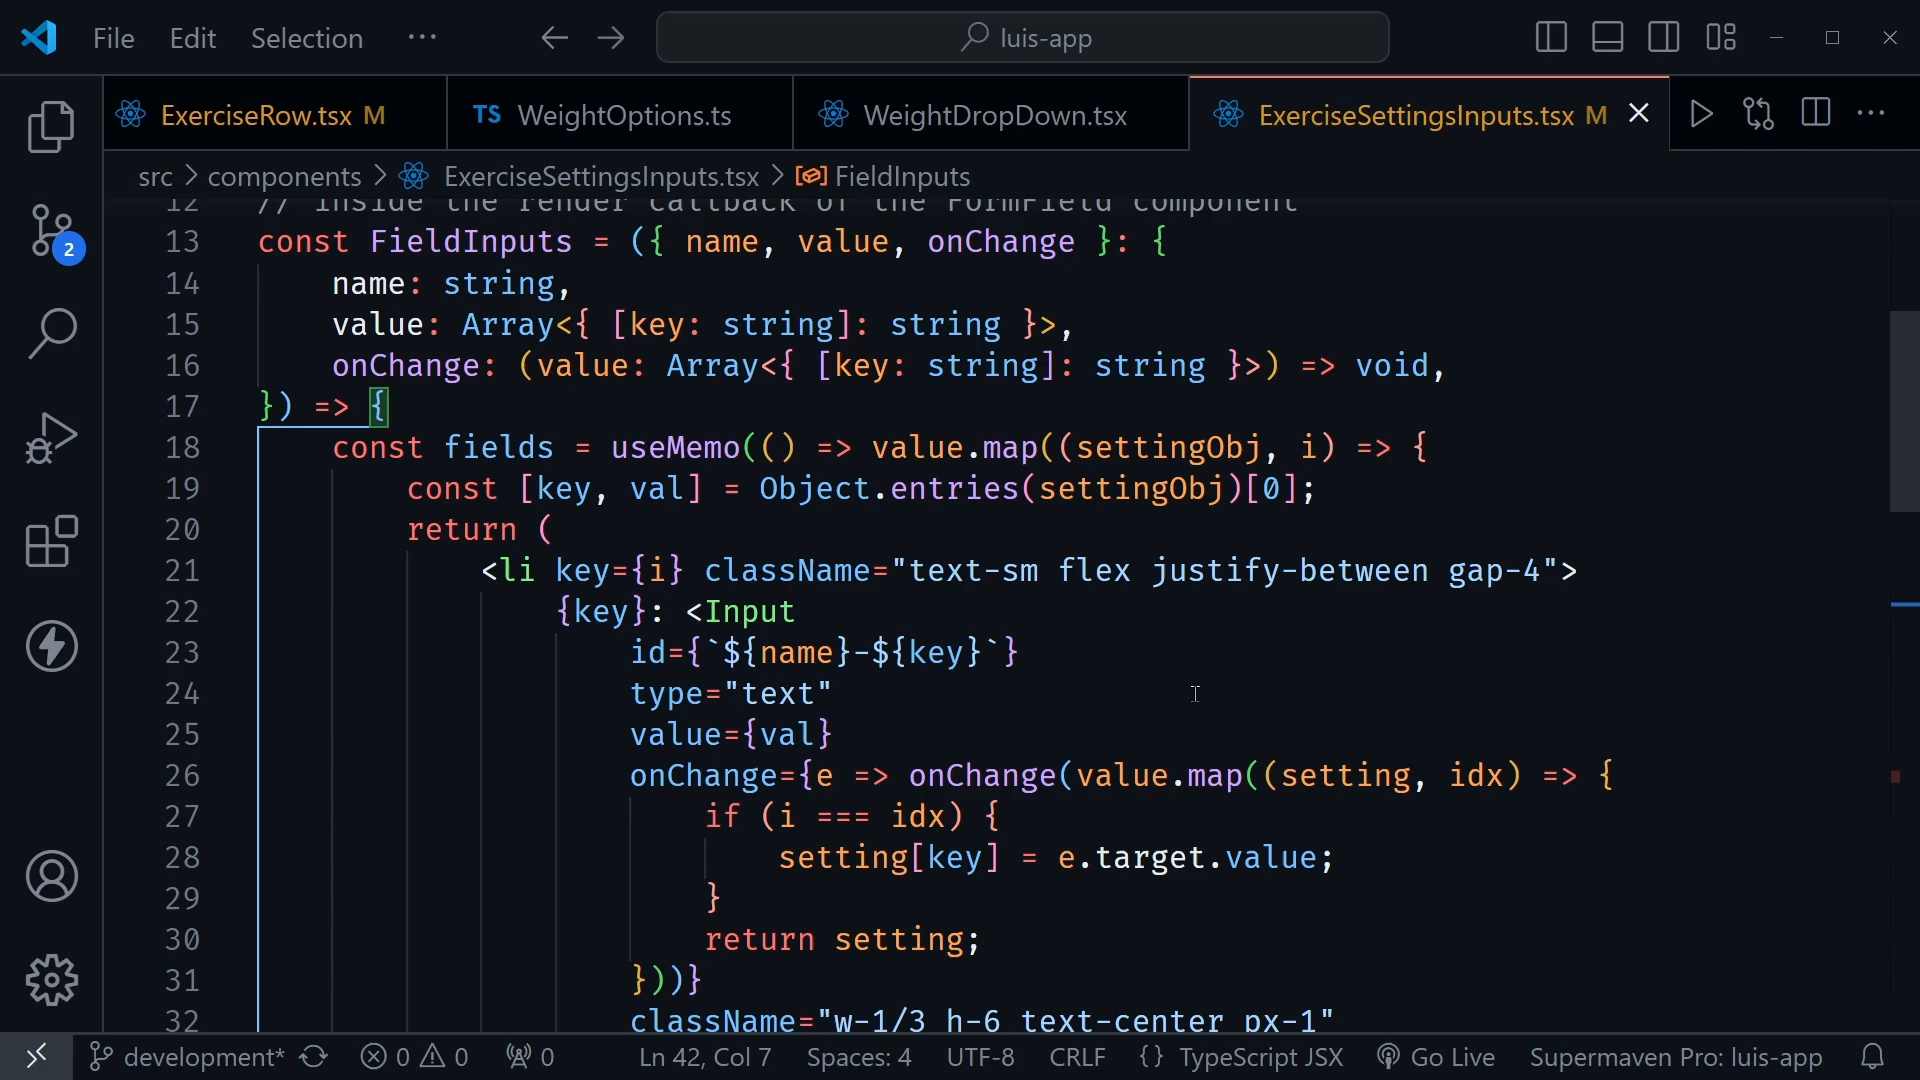 File Edit Selection ··· luis-app
ExerciseRow.tsx M TS WeightOptions.ts WeightDropDown.tsx ExerciseSettingsInputs.tsx M
src > components > ExerciseSettingsInputs.tsx > FieldInputs
12 // inside the render callback of the FormField component
13 const FieldInputs = ({ name, value, onChange }: {
14 name: string,
15 value: Array<{ [key: string]: string }>,
16 onChange: (value: Array<{ [key: string]: string }>) => void,
17 }) => {
18 const fields = useMemo(() => value.map((settingObj, i) => {
19 const [key, val] = Object.entries(settingObj)[0];
20 return (
21 <li key={i} className="text-sm flex justify-between gap-4">
22 {key}: <Input
23 id={`${name}-${key}`}
24 type="text"
25 value={val}
26 onChange={e => onChange(value.map((setting, idx) => {
27 if (i === idx) {
28 setting[key] = e.target.value;
29 }
30 return setting;
31 }))}
32 className="w-1/3 h-6 text-center px-1"
2
development* 0 0 0 Ln 42, Col 7 Spaces: 4 UTF-8 CRLF {} TypeScript JSX Go Live Supermaven Pro: luis-app